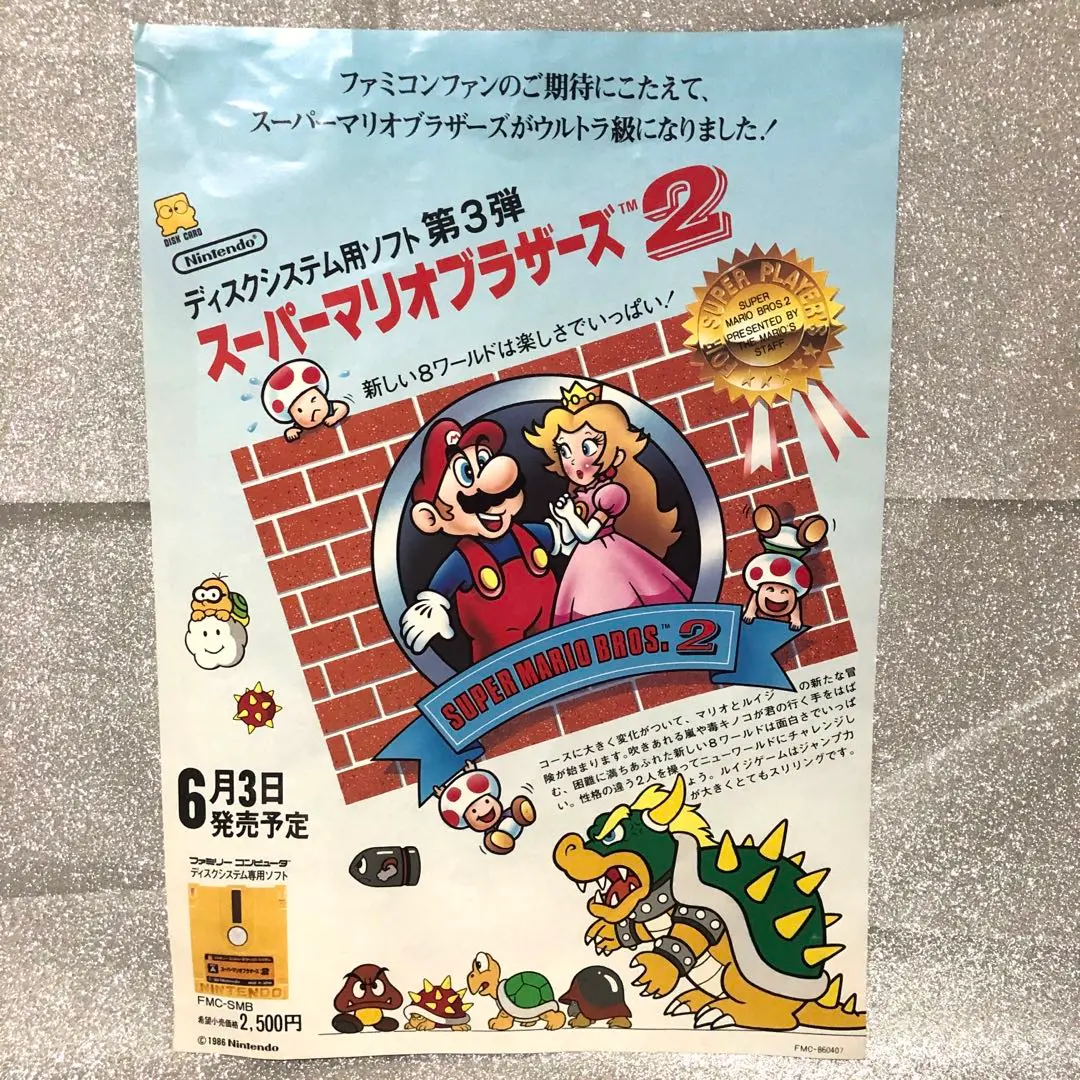 ファミコンファンのご期待にこたえて、
スーパーマリオブラザーズがウルトラ級になりました!
DISK CARD
Nintendo®
ディスクシステム用ソフト 第3弾
スーパーマリオブラザーズ™2
新しい8ワールドは楽しさでいっぱい!
FOR SUPER PLAYERS
SUPER
MARIO BROS.2
PRESENTED BY
THE MARIO'S
STAFF
M
SUPER MARIO BROS.™ 2
コースに大きく変化がついて、マリオとルイジ の新たな冒
険が始まります。吹きあれる嵐や毒キノコが君の行く手をはば
む、困難に満ちあふれた新しい8ワールドは面白さでいっぱ
い。性格の違う2人を操ってニューワールドにチャレンジし
よう。ルイジゲームはジャンプ力
が大きくとてもスリリングです。
6月3日
発売予定
ファミリー コンピュータ
ディスクシステム専用ソフト
スーパーマリオブラザーズ2
NINTENDO
FMC-SMB
希望小売価格2,500円
©1986 Nintendo
FMC-860407